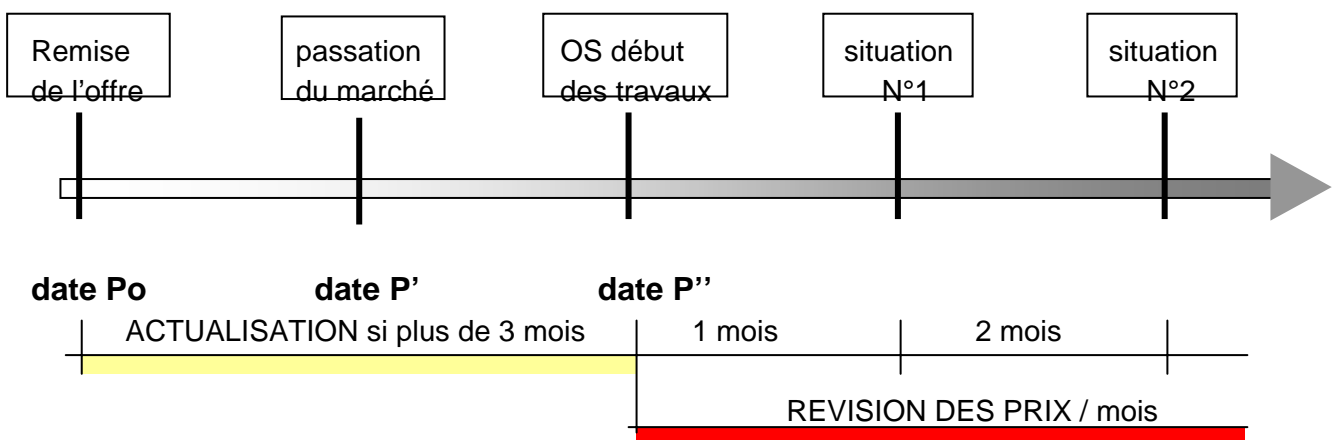 Remise
de l'offre
passation
du marché
OS début
des travaux
situation
N°1
situation
N°2
date Po
date P'
date P''
ACTUALISATION si plus de 3 mois
1 mois
2 mois
REVISION DES PRIX / mois